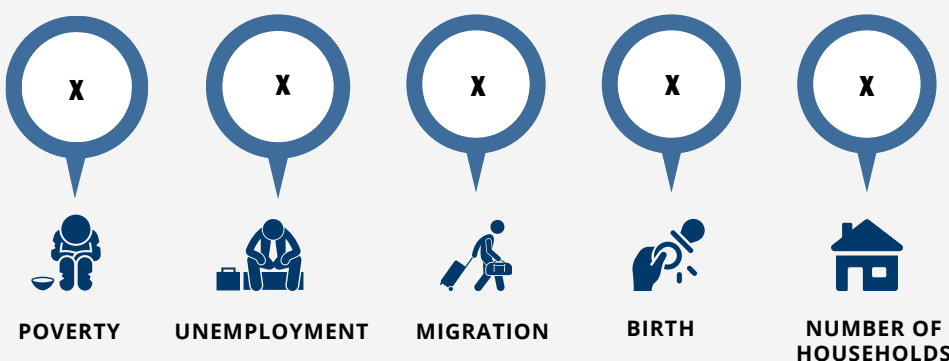 X X X X X
POVERTY UNEMPLOYMENT MIGRATION BIRTH NUMBER OF
HOUSEHOLDS